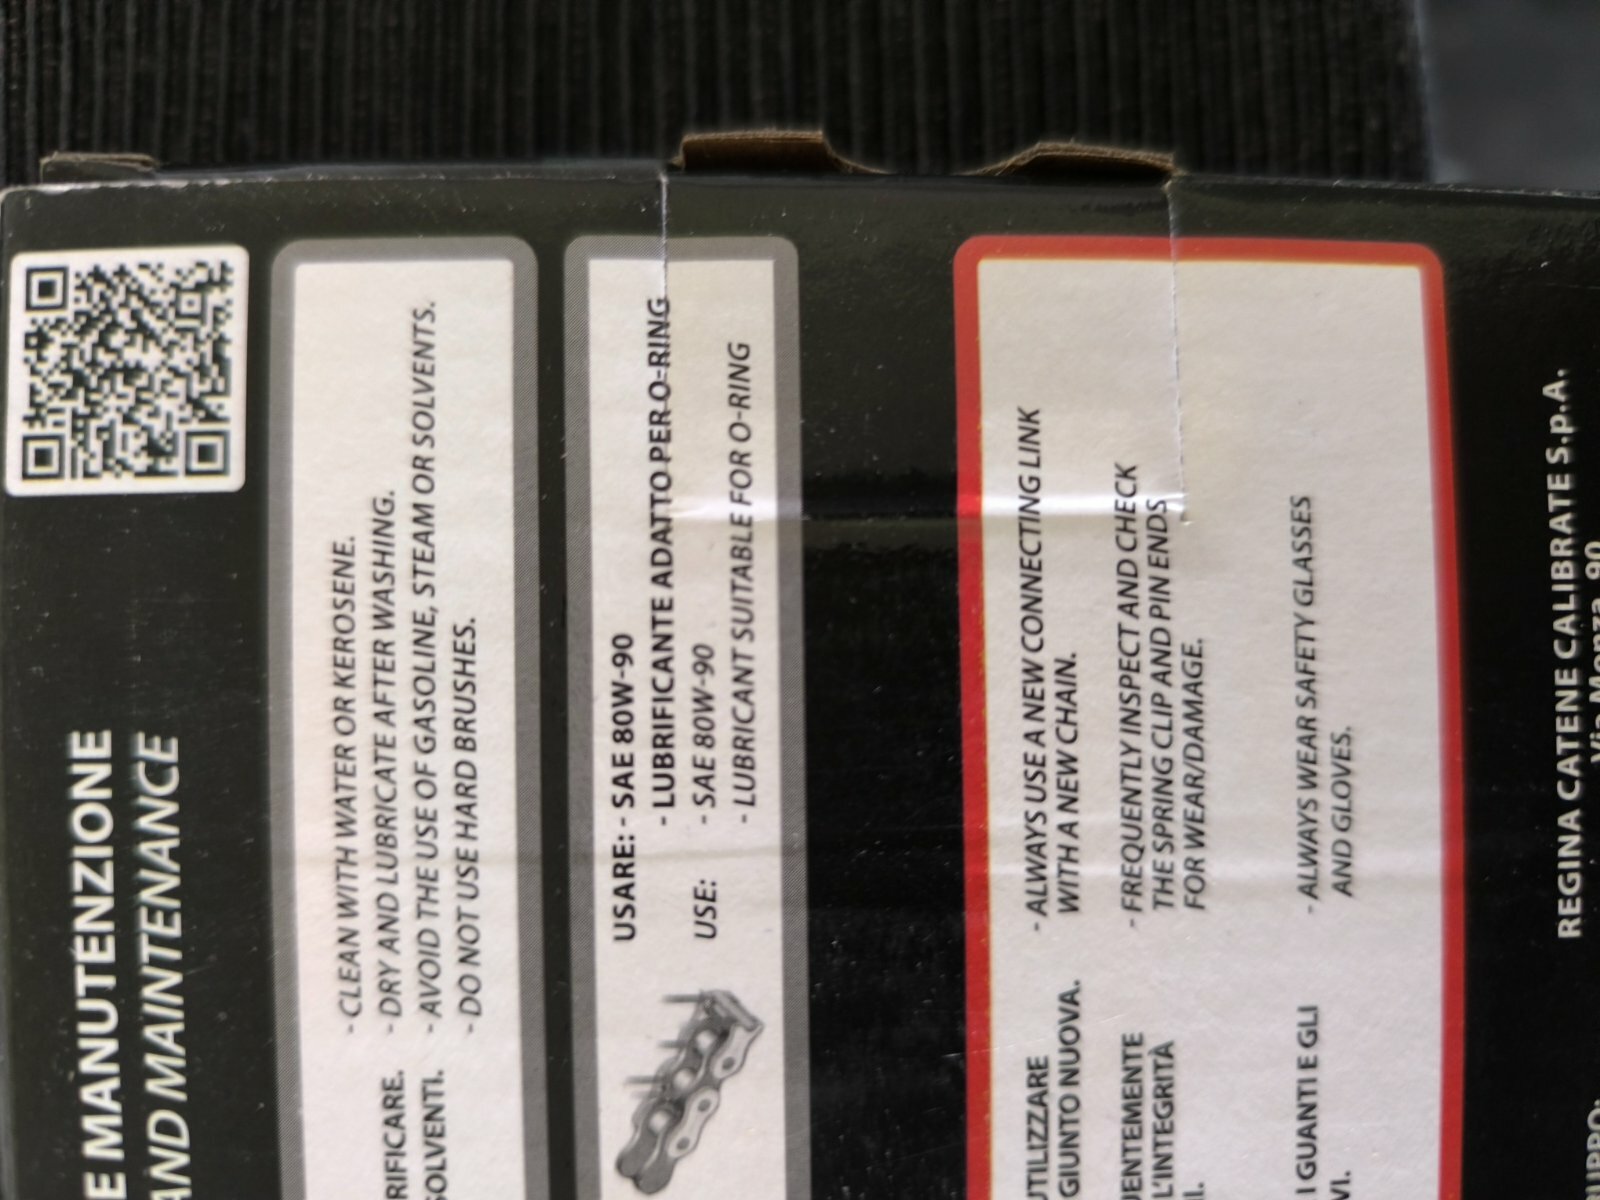 E MANUTENZIONE
AND MAINTENANCE
- CLEAN WITH WATER OR KEROSENE.
- DRY AND LUBRICATE AFTER WASHING.
- AVOID THE USE OF GASOLINE, STEAM OR SOLVENTS.
- DO NOT USE HARD BRUSHES.
RIFICARE.
SOLVENTI.
USARE: - SAE 80W-90
- LUBRIFICANTE ADATTO PER O-RING
USE: - SAE 80W-90
- LUBRICANT SUITABLE FOR O-RING
UTILIZZARE
GIUNTO NUOVA.
UENTEMENTE
L'INTEGRITÀ
I GUANTI E GLI
- ALWAYS USE A NEW CONNECTING LINK
WITH A NEW CHAIN.
- FREQUENTLY INSPECT AND CHECK
THE SPRING CLIP AND PIN ENDS
FOR WEAR/DAMAGE.
- ALWAYS WEAR SAFETY GLASSES
AND GLOVES.
REGINA CATENE CALIBRATE S.p.A.
Via Monza, 90